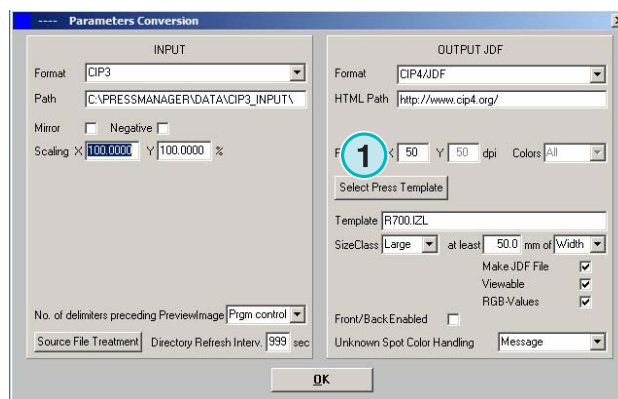 ---- Parameters Conversion
INPUT
Format CIP3
Path C:\PRESSMANAGER\DATA\CIP3_INPUT\
Mirror Negative
Scaling X 100.0000 Y 100.0000 %
No. of delimiters preceding PreviewImage Prgm control
Source File Treatment Directory Refresh Interv. 999 sec
OUTPUT JDF
Format CIP4/JDF
HTML Path http://www.cip4.org/
1 50 Y 50 dpi Colors All
Select Press Template
Template R700.IZL
SizeClass Large at least 50.0 mm of Width
Make JDF File
Viewable
RGB-Values
Front/Back Enabled
Unknown Spot Color Handling Message
OK